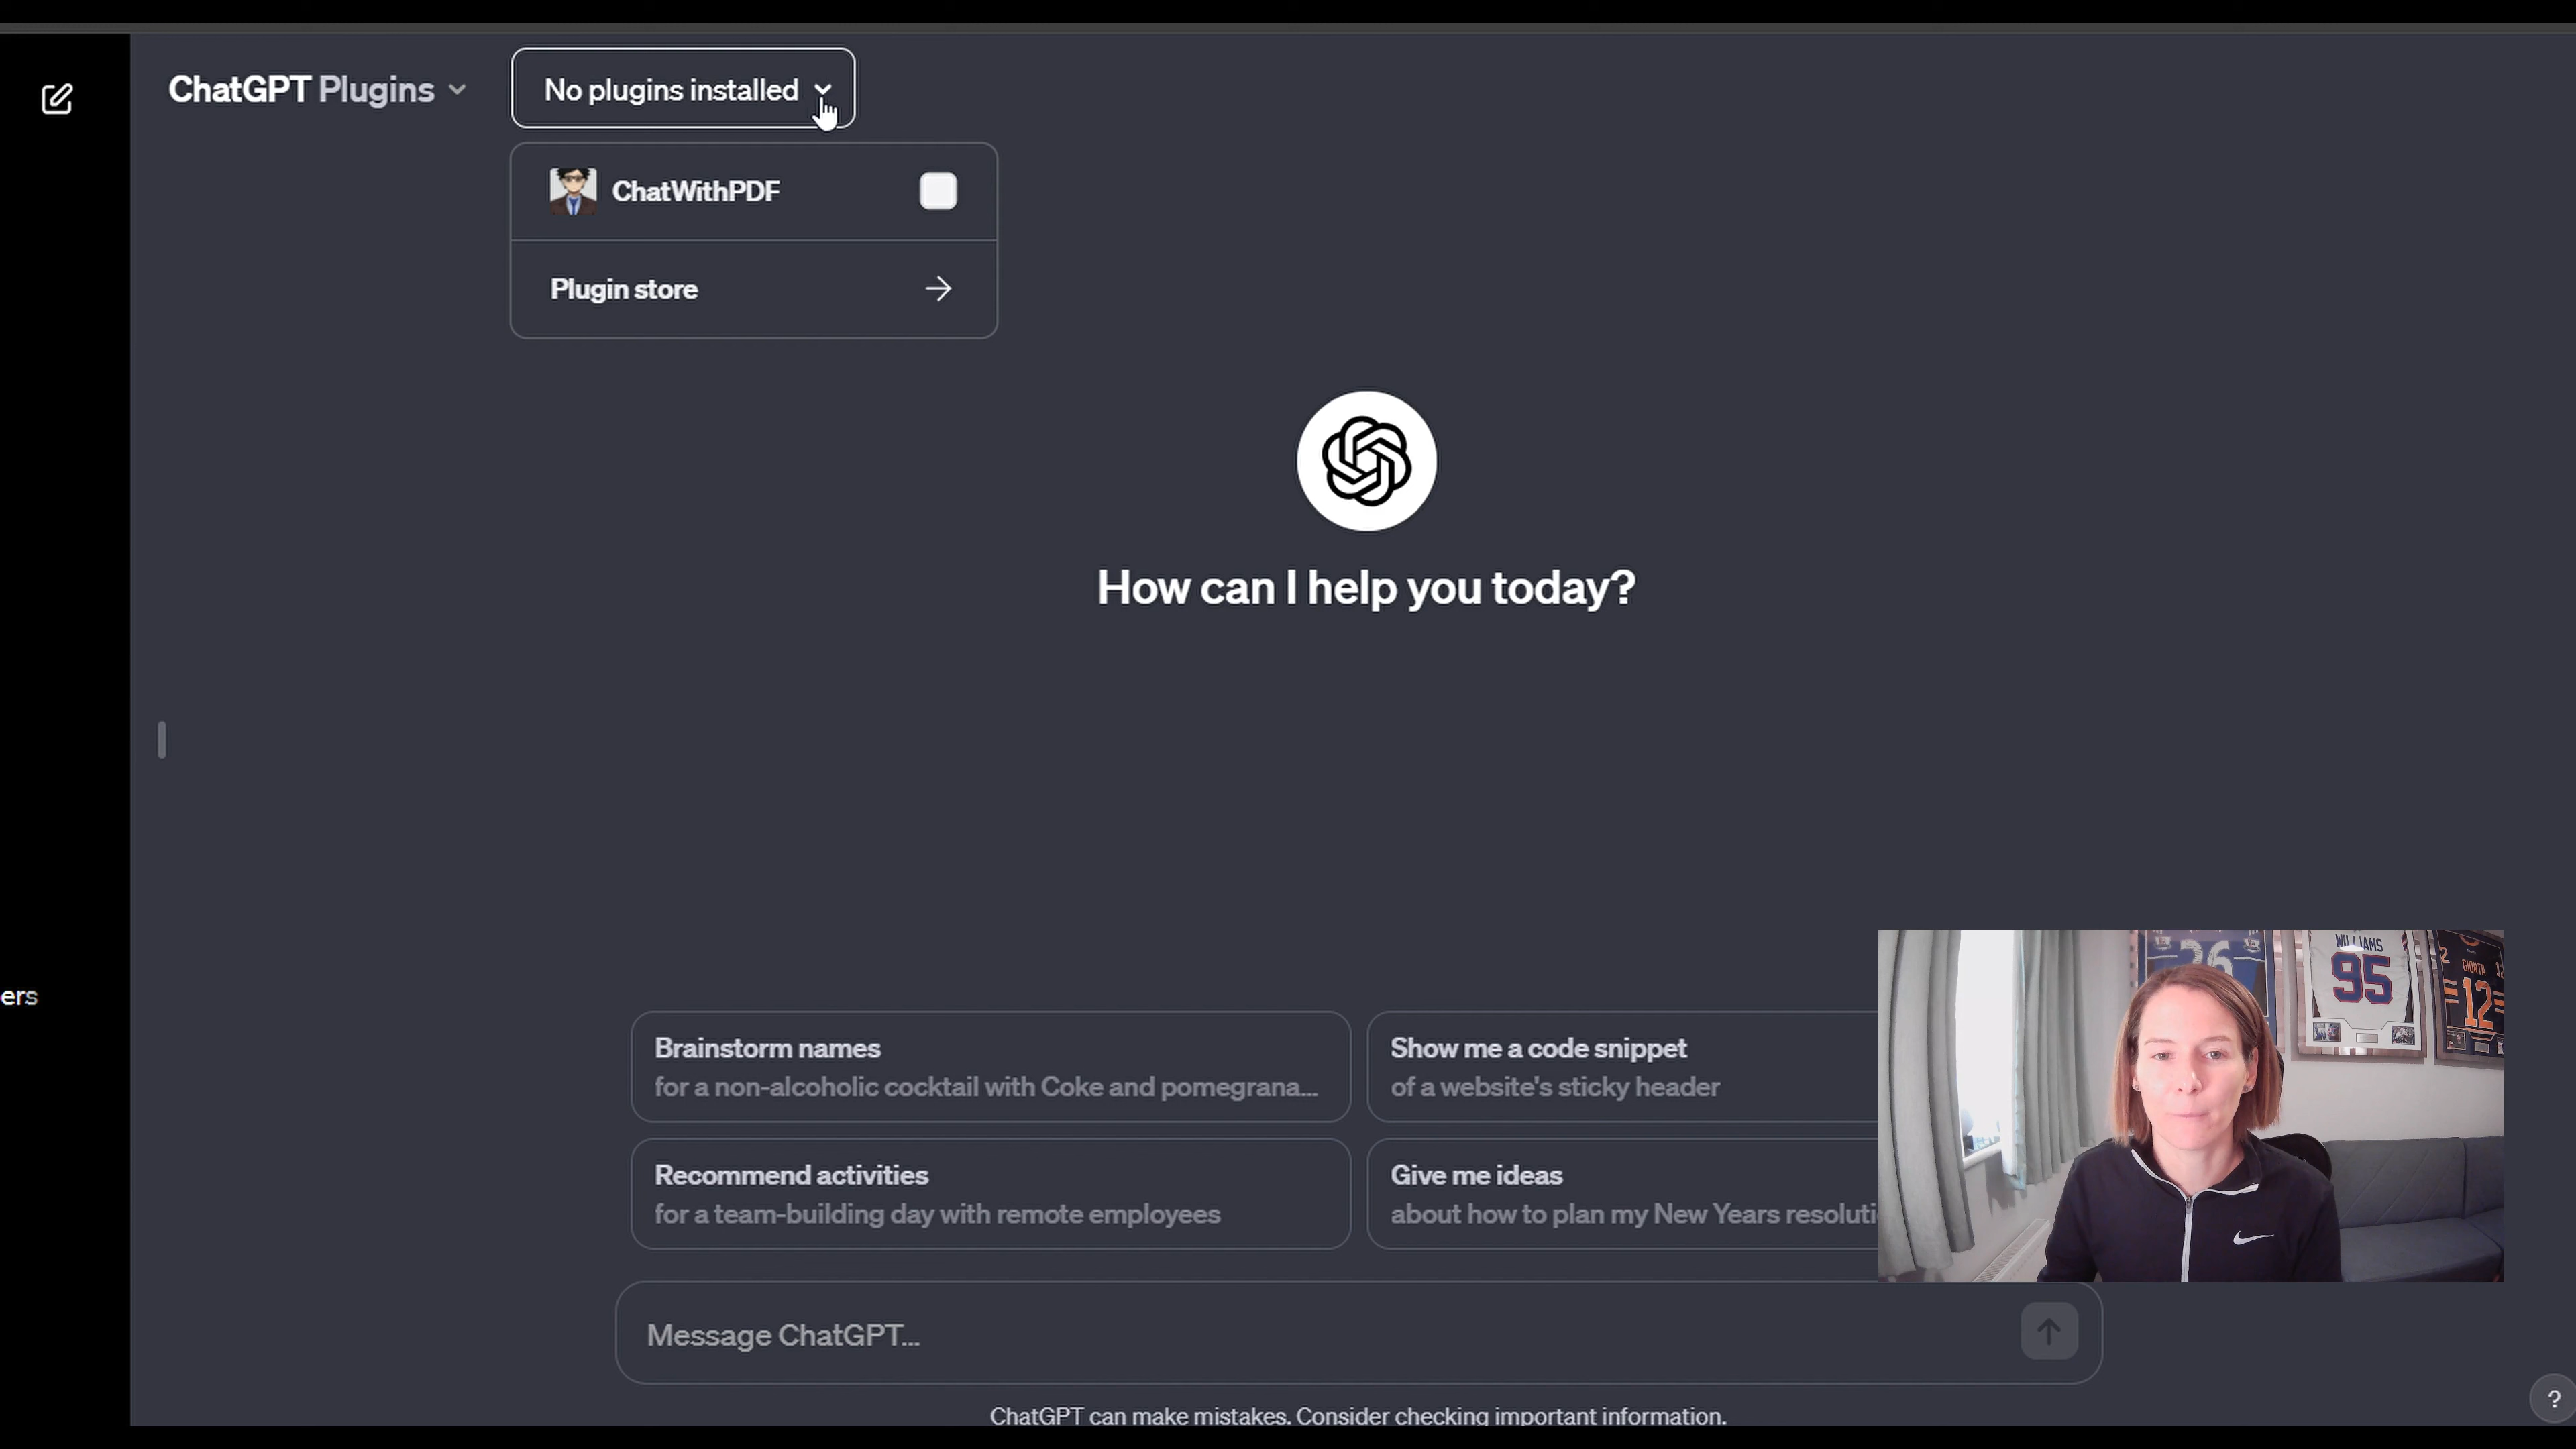 ChatGPT Plugins
No plugins installed
ChatWithPDF
Plugin store
How can I help you today?
ers
Brainstorm names
for a non-alcoholic cocktail with Coke and pomegrana...
Show me a code snippet
of a website's sticky header
Recommend activities
for a team-building day with remote employees
Give me ideas
about how to plan my New Years resoluti
26
WILLIAMS
95
GIONTA
12
Message ChatGPT...
ChatGPT can make mistakes. Consider checking important information.
?